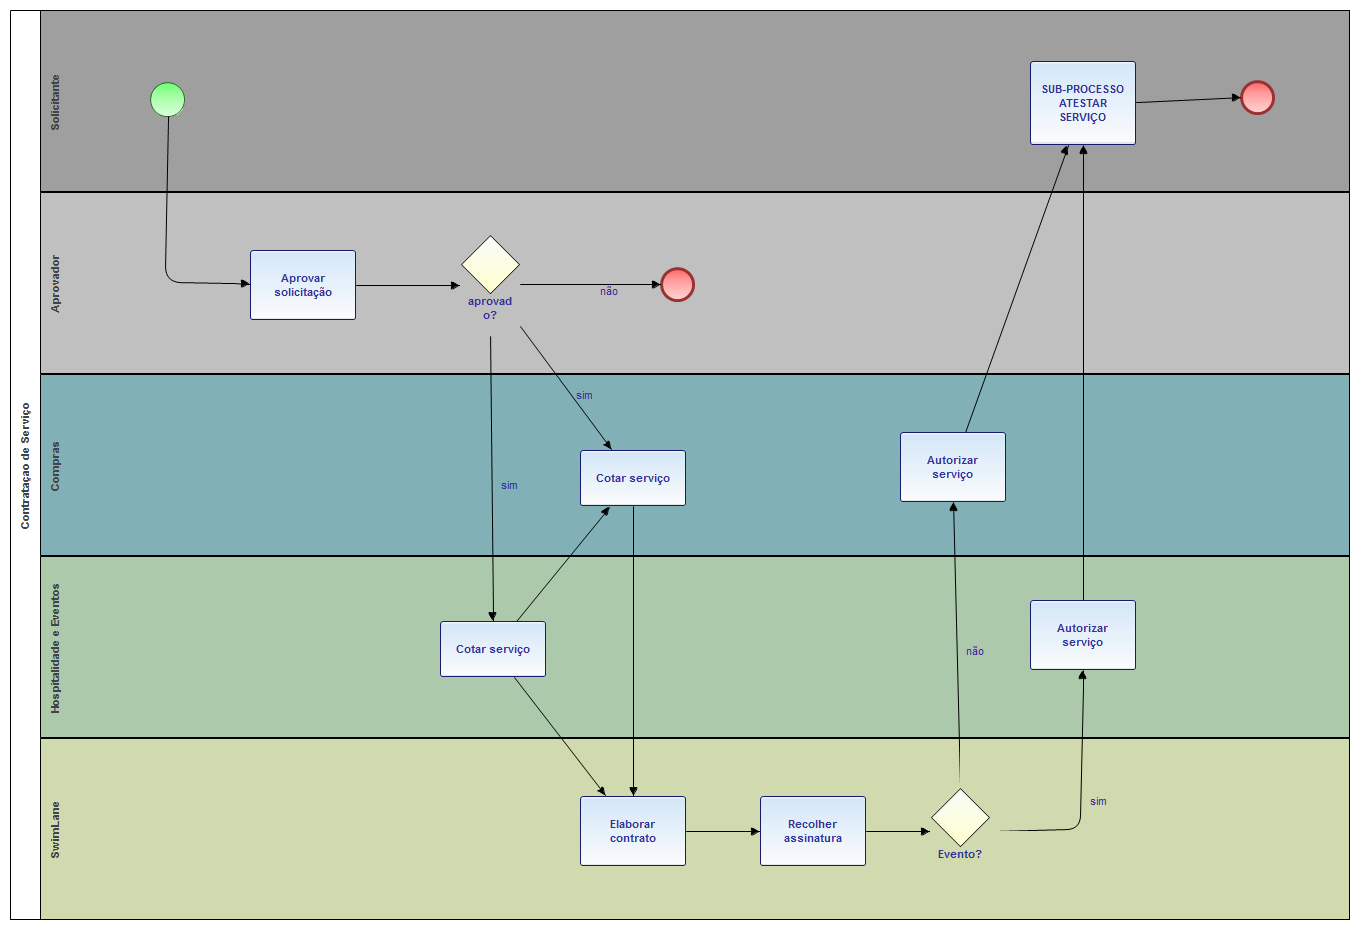 Contrataçao de Serviço
Solicitante
SUB-PROCESSO
ATESTAR
SERVIÇO
Aprovador
Aprovar
solicitação
aprovad
o?
não
Compras
sim
sim
Cotar serviço
Autorizar
serviço
Hospitalidade e Eventos
Cotar serviço
não
Autorizar
serviço
SwimLane
Elaborar
contrato
Recolher
assinatura
Evento?
sim